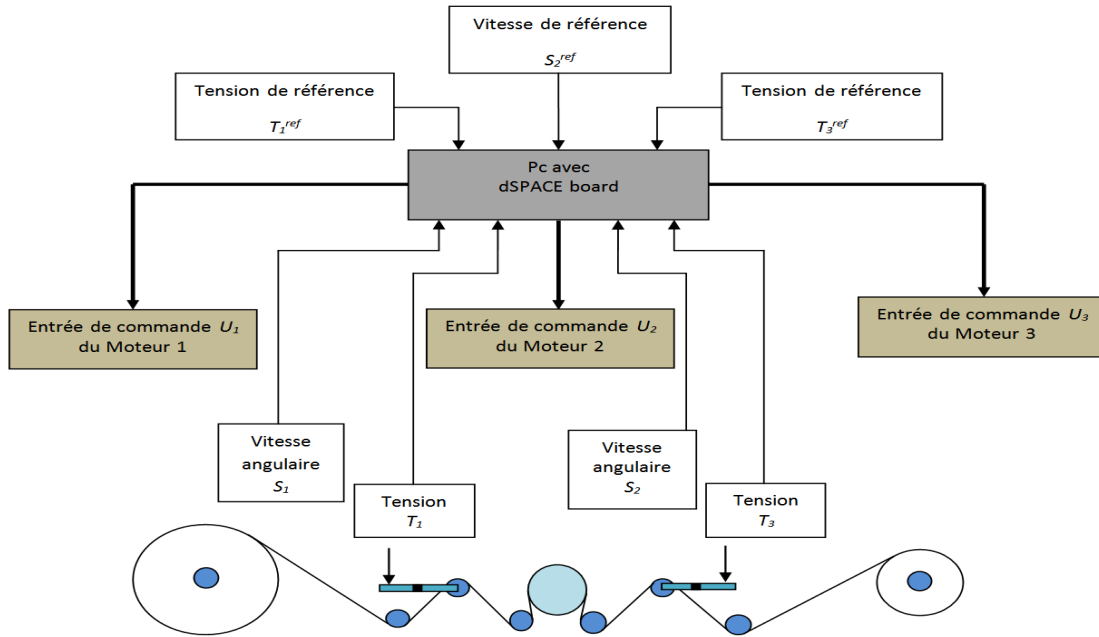 Vitesse de référence
S₂ʳᵉᶠ
Tension de référence
T₁ʳᵉᶠ
Tension de référence
T₃ʳᵉᶠ
Pc avec
dSPACE board
Entrée de commande U₁
du Moteur 1
Entrée de commande U₂
du Moteur 2
Entrée de commande U₃
du Moteur 3
Vitesse
angulaire
S₁
Tension
T₁
Vitesse
angulaire
S₂
Tension
T₃